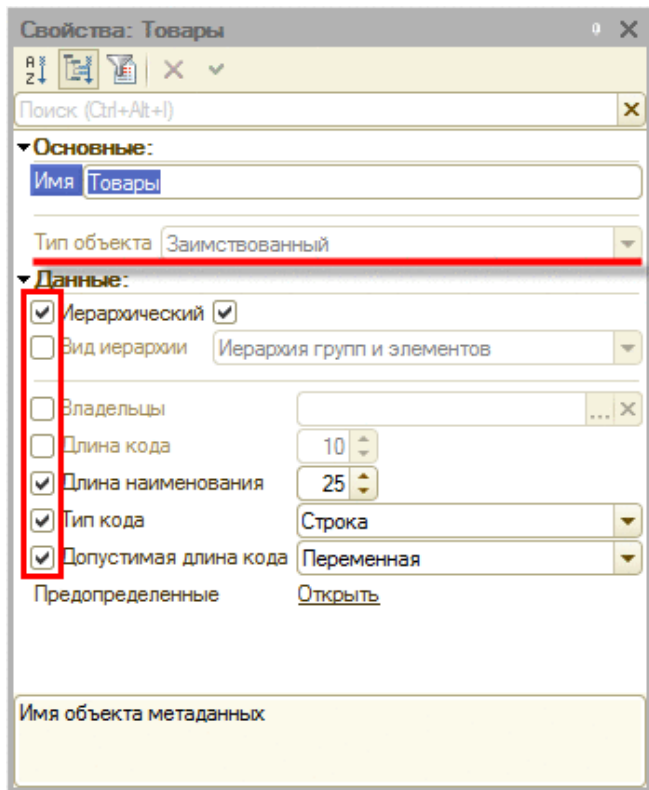 Свойства: Товары
Поиск (Ctrl+Alt+I)
Основные:
Имя Товары
Тип объекта Заимствованный
Данные:
Иерархический
Вид иерархии Иерархия групп и элементов
Владельцы ...
Длина кода 10
Длина наименования 25
Тип кода Строка
Допустимая длина кода Переменная
Предопределенные Открыть
Имя объекта метаданных